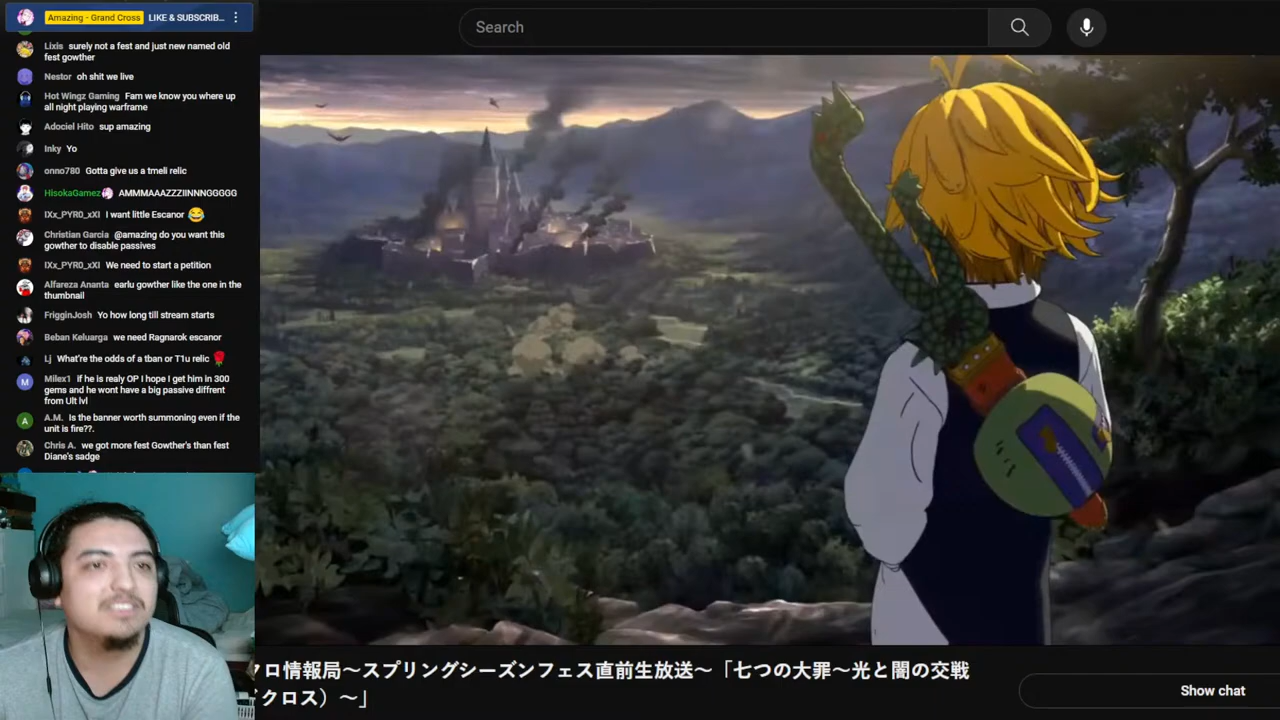 Amazing - Grand Cross LIKE & SUBSCRIB...
Search
Lixis surely not a fest and just new named old
fest gowther
Nestor oh shit we live
Hot Wingz Gaming Fam we know you where up
all night playing warframe
Adociel Hito sup amazing
Inky Yo
onno780 Gotta give us a tmeli relic
HisokaGamez AMMMAAAZZZIINNNGGGGG
IXx_PYR0_xXI I want little Escanor 😂
Christian Garcia @amazing do you want this
gowther to disable passives
IXx_PYR0_xXI We need to start a petition
Alfareza Ananta earlu gowther like the one in the
thumbnail
FrigginJosh Yo how long till stream starts
Beban Keluarga we need Ragnarok escanor
Lj What're the odds of a tban or T1u relic 🌹
M
Milex1 if he is realy OP I hope I get him in 300
gems and he wont have a big passive diffrent
from Ult lvl
A
A.M. Is the banner worth summoning even if the
unit is fire??.
Chris A. we got more fest Gowther's than fest
Diane's sadge
クロ情報局〜スプリングシーズンフェス直前生放送〜「七つの大罪〜光と闇の交戦
クロス）〜」
Show chat